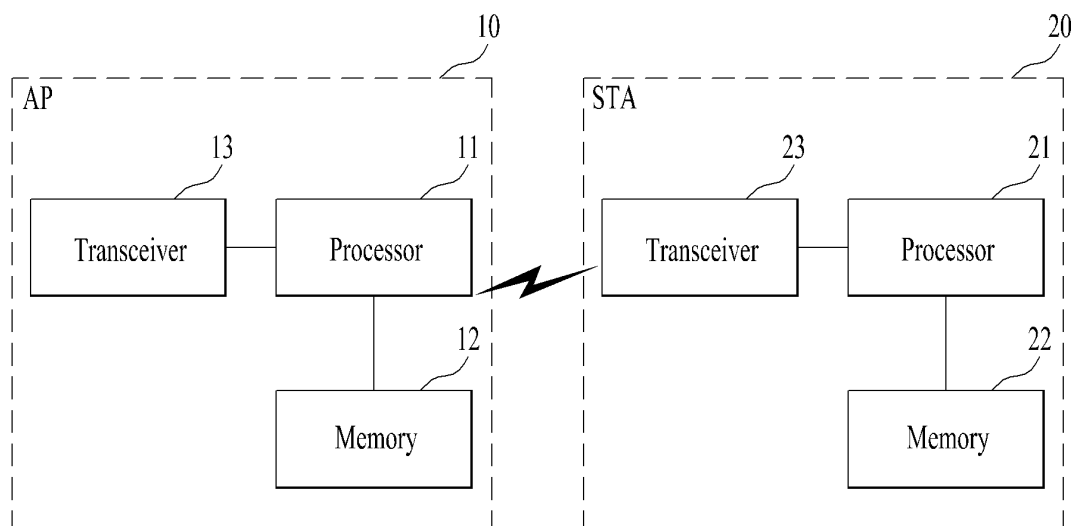 10
20
AP
STA
13
11
23
21
Transceiver
Processor
Transceiver
Processor
12
22
Memory
Memory